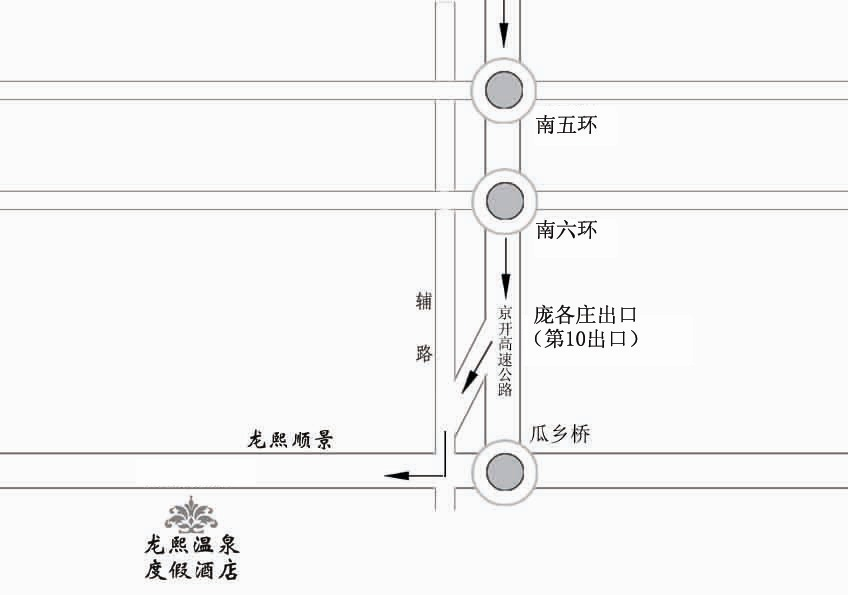 南五环
南六环
辅路
京开高速公路
庞各庄出口
（第10出口）
瓜乡桥
龙熙顺景
龙熙温泉
度假酒店